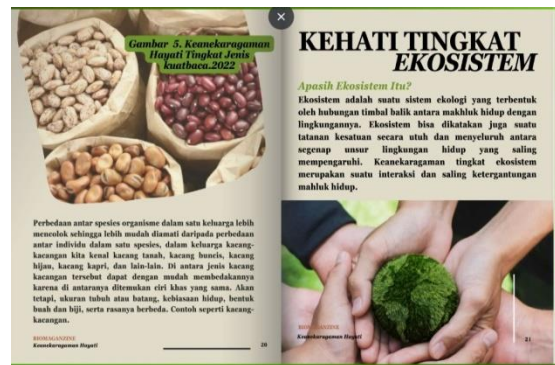 Gambar 5. Keanekaragaman
Hayati Tingkat Jenis
kuatbaca.2022
Perbedaan antar spesies organisme dalam satu keluarga lebih
mencolok sehingga lebih mudah diamati daripada perbedaan
antar individu dalam satu spesies, dalam keluarga kacang-
kacangan kita kenal kacang tanah, kacang buncis, kacang
hijau, kacang kapri, dan lain-lain. Di antara jenis kacang
kacangan tersebut dapat dengan mudah membedakannya
karena di antaranya ditemukan ciri khas yang sama. Akan
tetapi, ukuran tubuh atau batang, kebiasaan hidup, bentuk
buah dan biji, serta rasanya berbeda. Contoh seperti kacang-
kacangan.
BIOMAGANZINE
Keanekaragaman Hayati
20
KEHATI TINGKAT
EKOSISTEM
Apasih Ekosistem Itu?
Ekosistem adalah suatu sistem ekologi yang terbentuk
oleh hubungan timbal balik antara makhluk hidup dengan
lingkungannya. Ekosistem bisa dikatakan juga suatu
tatanan kesatuan secara utuh dan menyeluruh antara
segenap unsur lingkungan hidup yang saling
mempengaruhi. Keanekaragaman tingkat ekosistem
merupakan suatu interaksi dan saling ketergantungan
mahluk hidup.
BIOMAGANZINE
Keanekaragaman Hayati
21